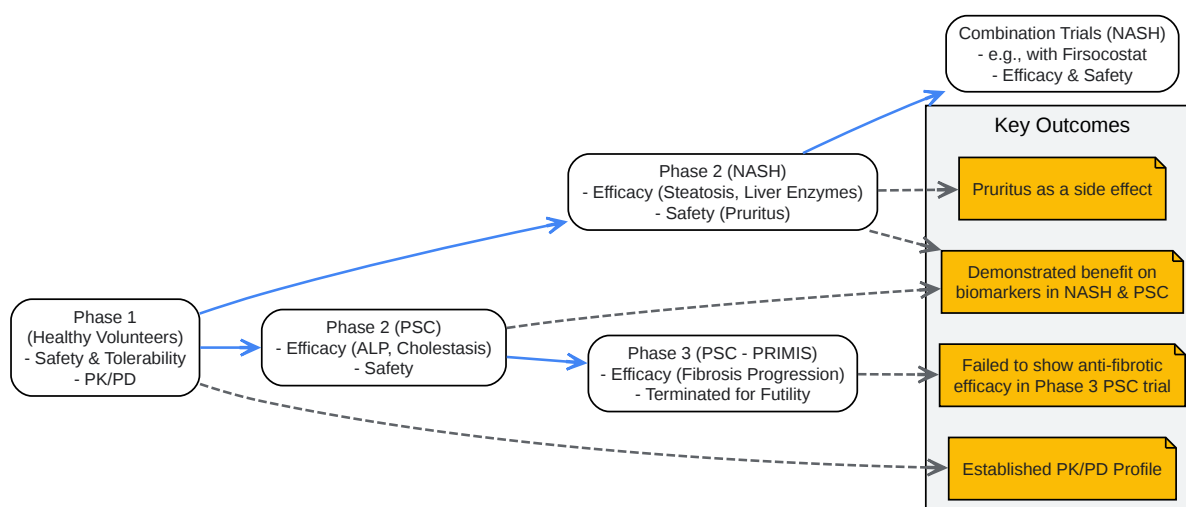 Combination Trials (NASH)
- e.g., with Firsocostat
- Efficacy & Safety
Key Outcomes
Phase 2 (NASH)
- Efficacy (Steatosis, Liver Enzymes)
- Safety (Pruritus)
Pruritus as a side effect
Demonstrated benefit on
biomarkers in NASH & PSC
Phase 1
(Healthy Volunteers)
- Safety & Tolerability
- PK/PD
Phase 2 (PSC)
- Efficacy (ALP, Cholestasis)
- Safety
Phase 3 (PSC - PRIMIS)
- Efficacy (Fibrosis Progression)
- Terminated for Futility
Failed to show anti-fibrotic
efficacy in Phase 3 PSC trial
Established PK/PD Profile